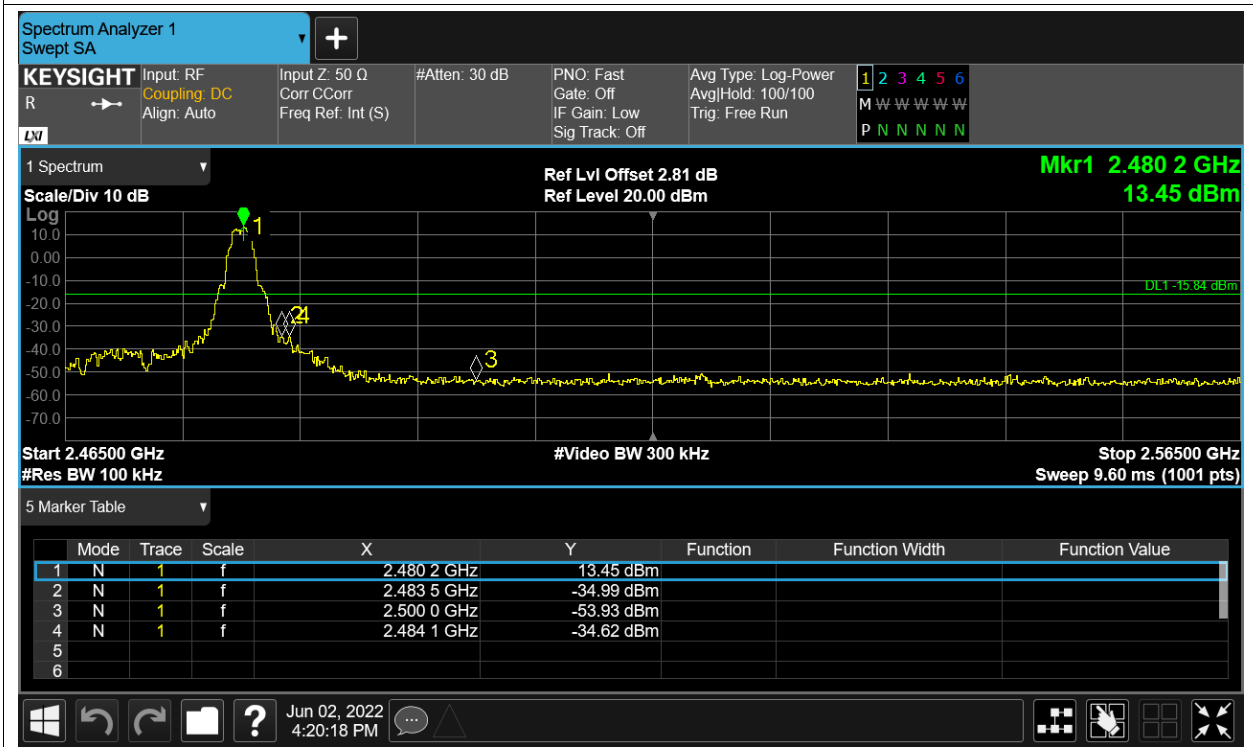 Spectrum Analyzer 1
Swept SA
+
KEYSIGHT Input: RF Input Z: 50 Ω #Atten: 30 dB PNO: Fast Avg Type: Log-Power 1 2 3 4 5 6
R Coupling: DC Corr CCorr Gate: Off Avg|Hold: 100/100 M W W W W W
Align: Auto Freq Ref: Int (S) IF Gain: Low Trig: Free Run
LXI Sig Track: Off P N N N N N
1 Spectrum Ref Lvl Offset 2.81 dB Mkr1 2.480 2 GHz
Scale/Div 10 dB Ref Level 20.00 dBm 13.45 dBm
Log
1
10.0
0.00
-10.0
DL1 -15.84 dBm
-20.0
24
-30.0
-40.0
3
-50.0
-60.0
-70.0
Start 2.46500 GHz #Video BW 300 kHz Stop 2.56500 GHz
#Res BW 100 kHz Sweep 9.60 ms (1001 pts)
5 Marker Table
Mode Trace Scale X Y Function Function Width Function Value
1 N 1 f 2.480 2 GHz 13.45 dBm
2 N 1 f 2.483 5 GHz -34.99 dBm
3 N 1 f 2.500 0 GHz -53.93 dBm
4 N 1 f 2.484 1 GHz -34.62 dBm
5
6
? Jun 02, 2022
4:20:18 PM